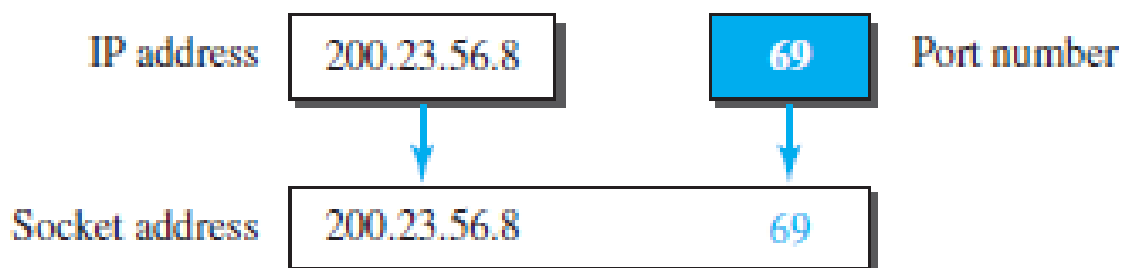 IP address 200.23.56.8 69 Port number
Socket address 200.23.56.8 69